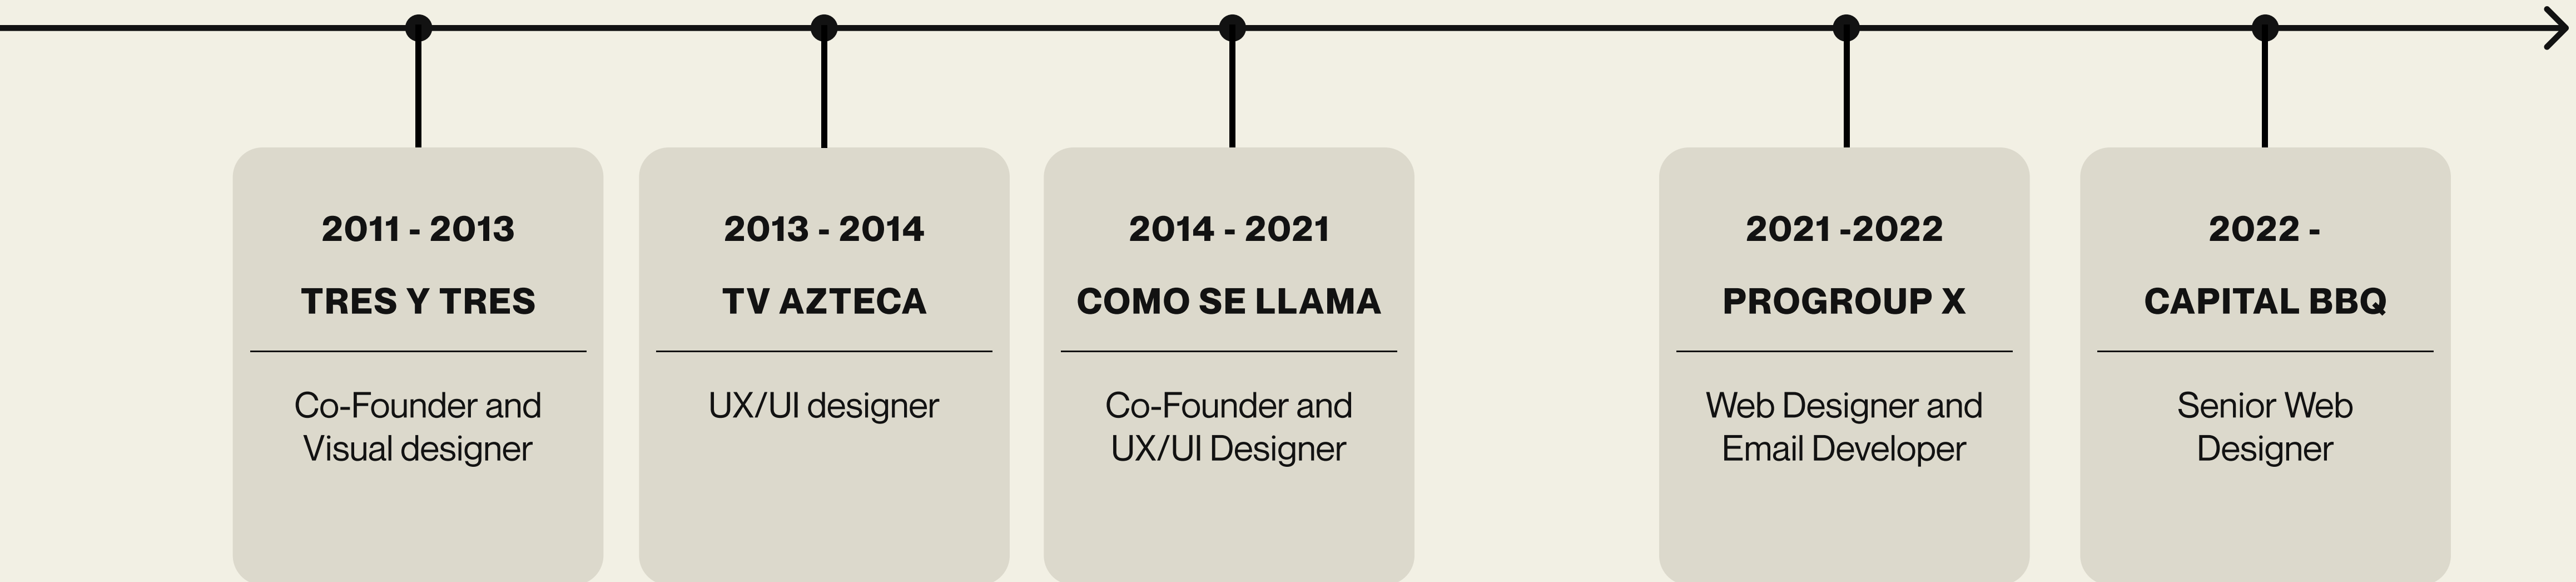 2011 - 2013
TRES Y TRES
Co-Founder and
Visual designer
2013 - 2014
TV AZTECA
UX/UI designer
2014 - 2021
COMO SE LLAMA
Co-Founder and
UX/UI Designer
2021 -2022
PROGROUP X
Web Designer and
Email Developer
2022 -
CAPITAL BBQ
Senior Web
Designer